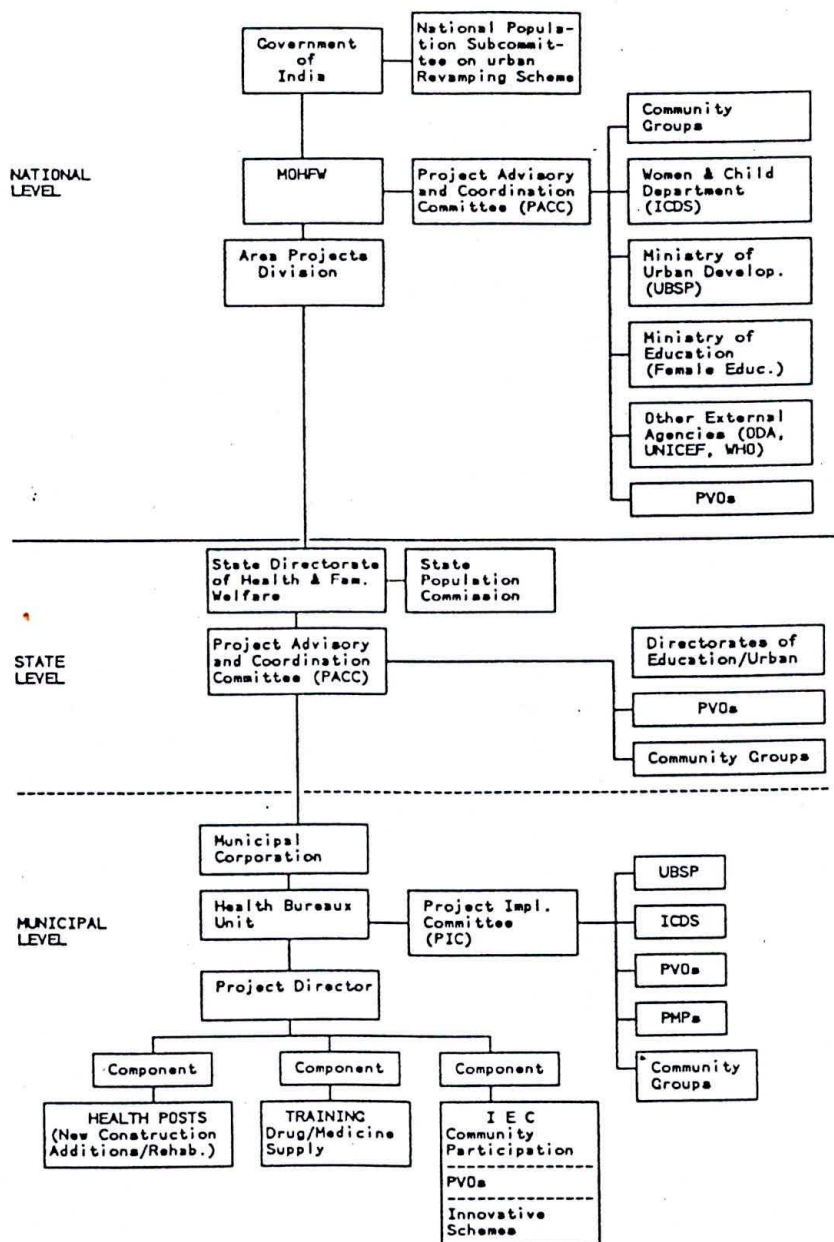 Government
of
India
National Popula-
tion Subcommit-
tee on urban
Revamping Scheme
Community
Groups
NATIONAL
LEVEL
MOHFW
Project Advisory
and Coordination
Committee (PACC)
Women & Child
Department
(ICDS)
Area Projects
Division
Ministry of
Urban Develop.
(UBSP)
Ministry of
Education
(Female Educ.)
Other External
Agencies (ODA,
UNICEF, WHO)
PVOs
State Directorate
of Health & Fam.
Welfare
State
Population
Commission
STATE
LEVEL
Project Advisory
and Coordination
Committee (PACC)
Directorates of
Education/Urban
PVOs
Community Groups
Municipal
Corporation
MUNICIPAL
LEVEL
Health Bureaux
Unit
Project Impl.
Committee
(PIC)
UBSP
ICDS
PVOs
PMPs
Community
Groups
Project Director
Component
Component
Component
HEALTH POSTS
(New Construction
Additions/Rehab.)
TRAINING
Drug/Medicine
Supply
I E C
Community
Participation
PVOs
Innovative
Schemes